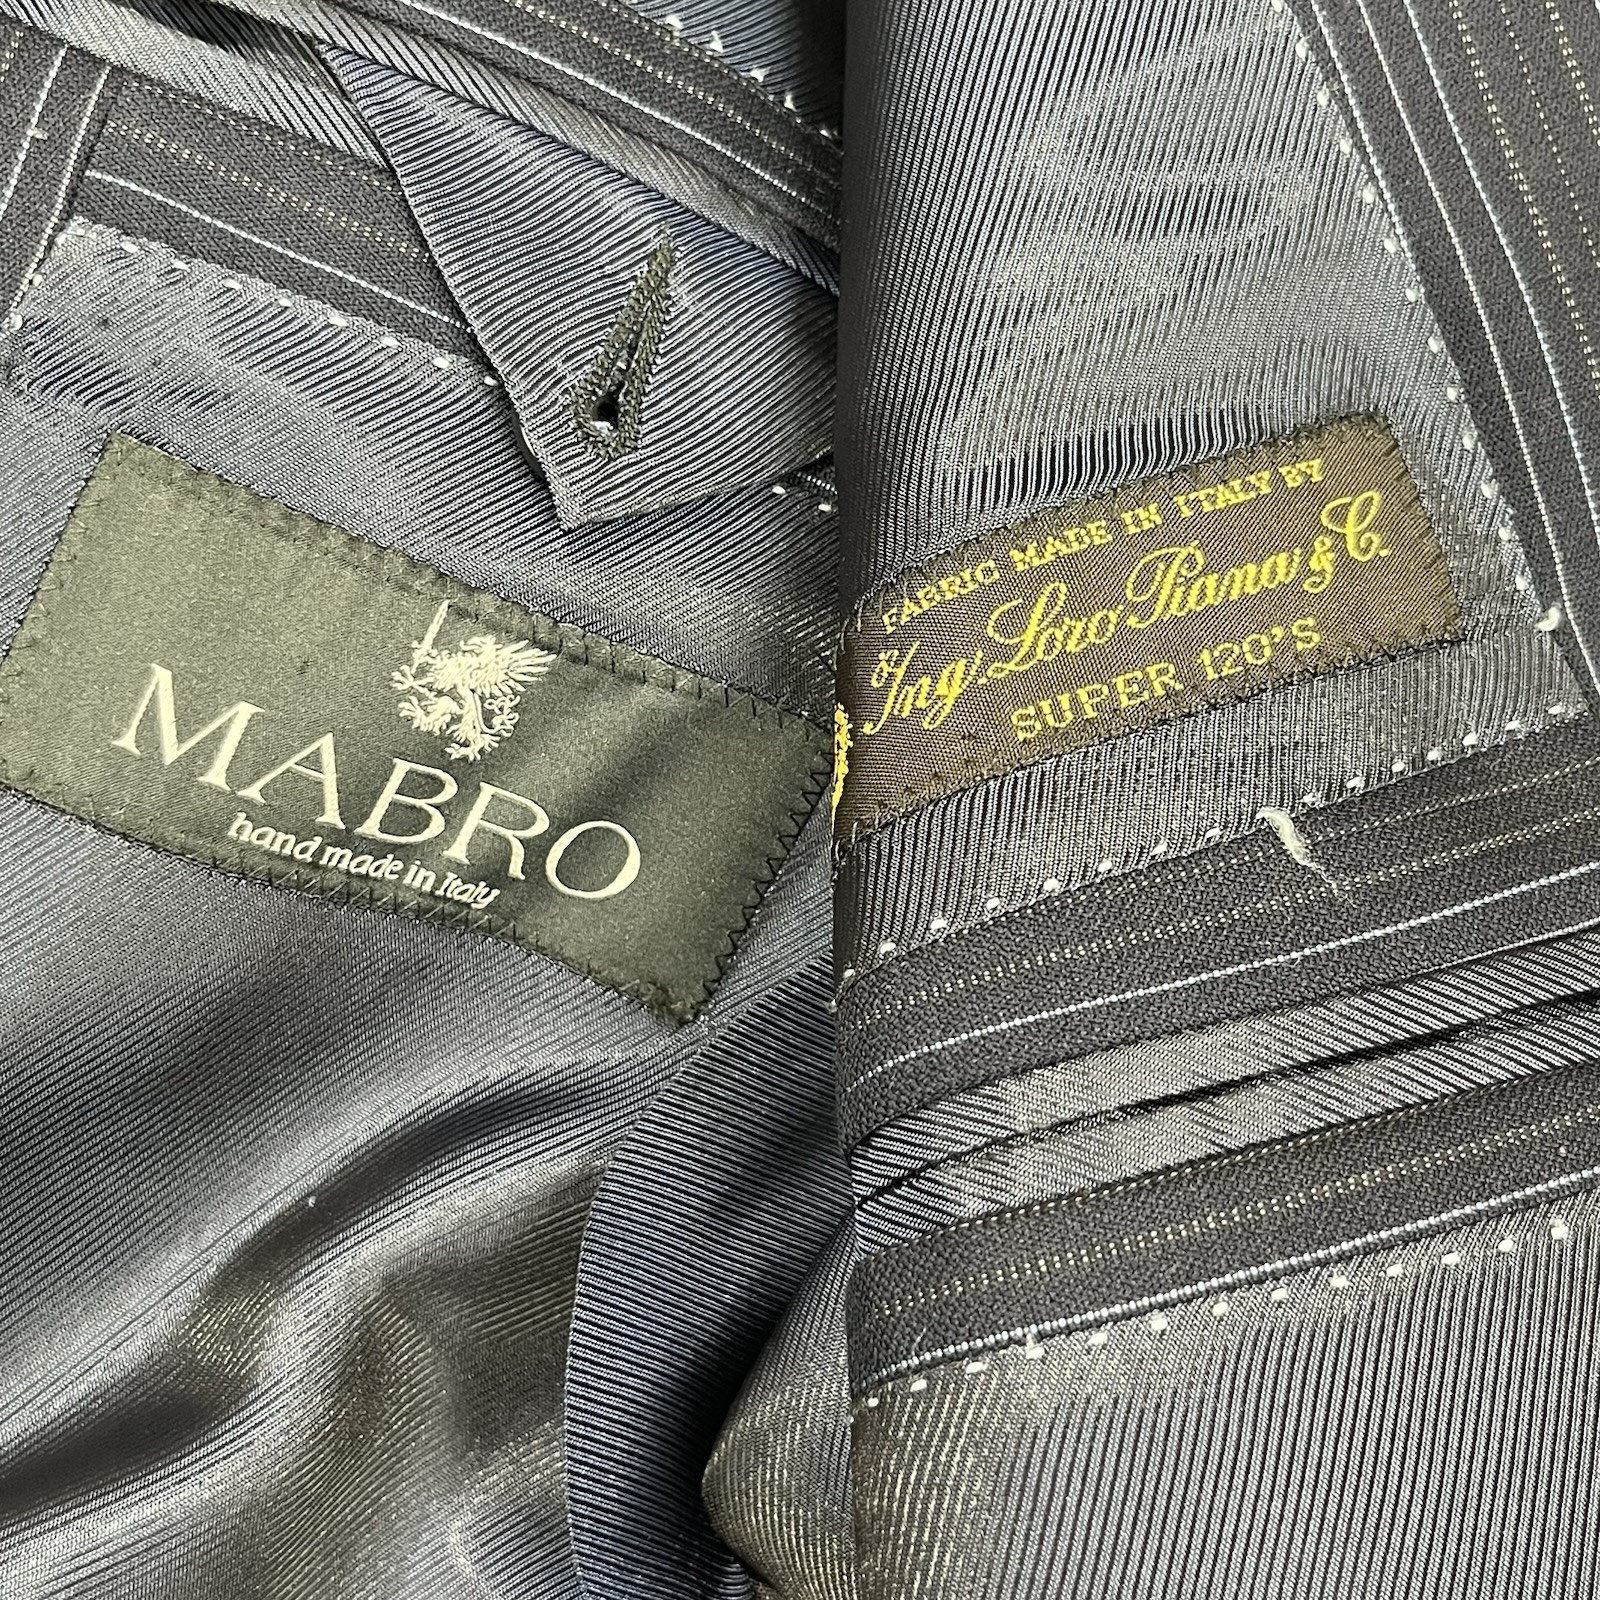 MABRO
hand made in Italy
FABRIC MADE IN ITALY BY
Ing Loro Piana & C.
SUPER 120'S